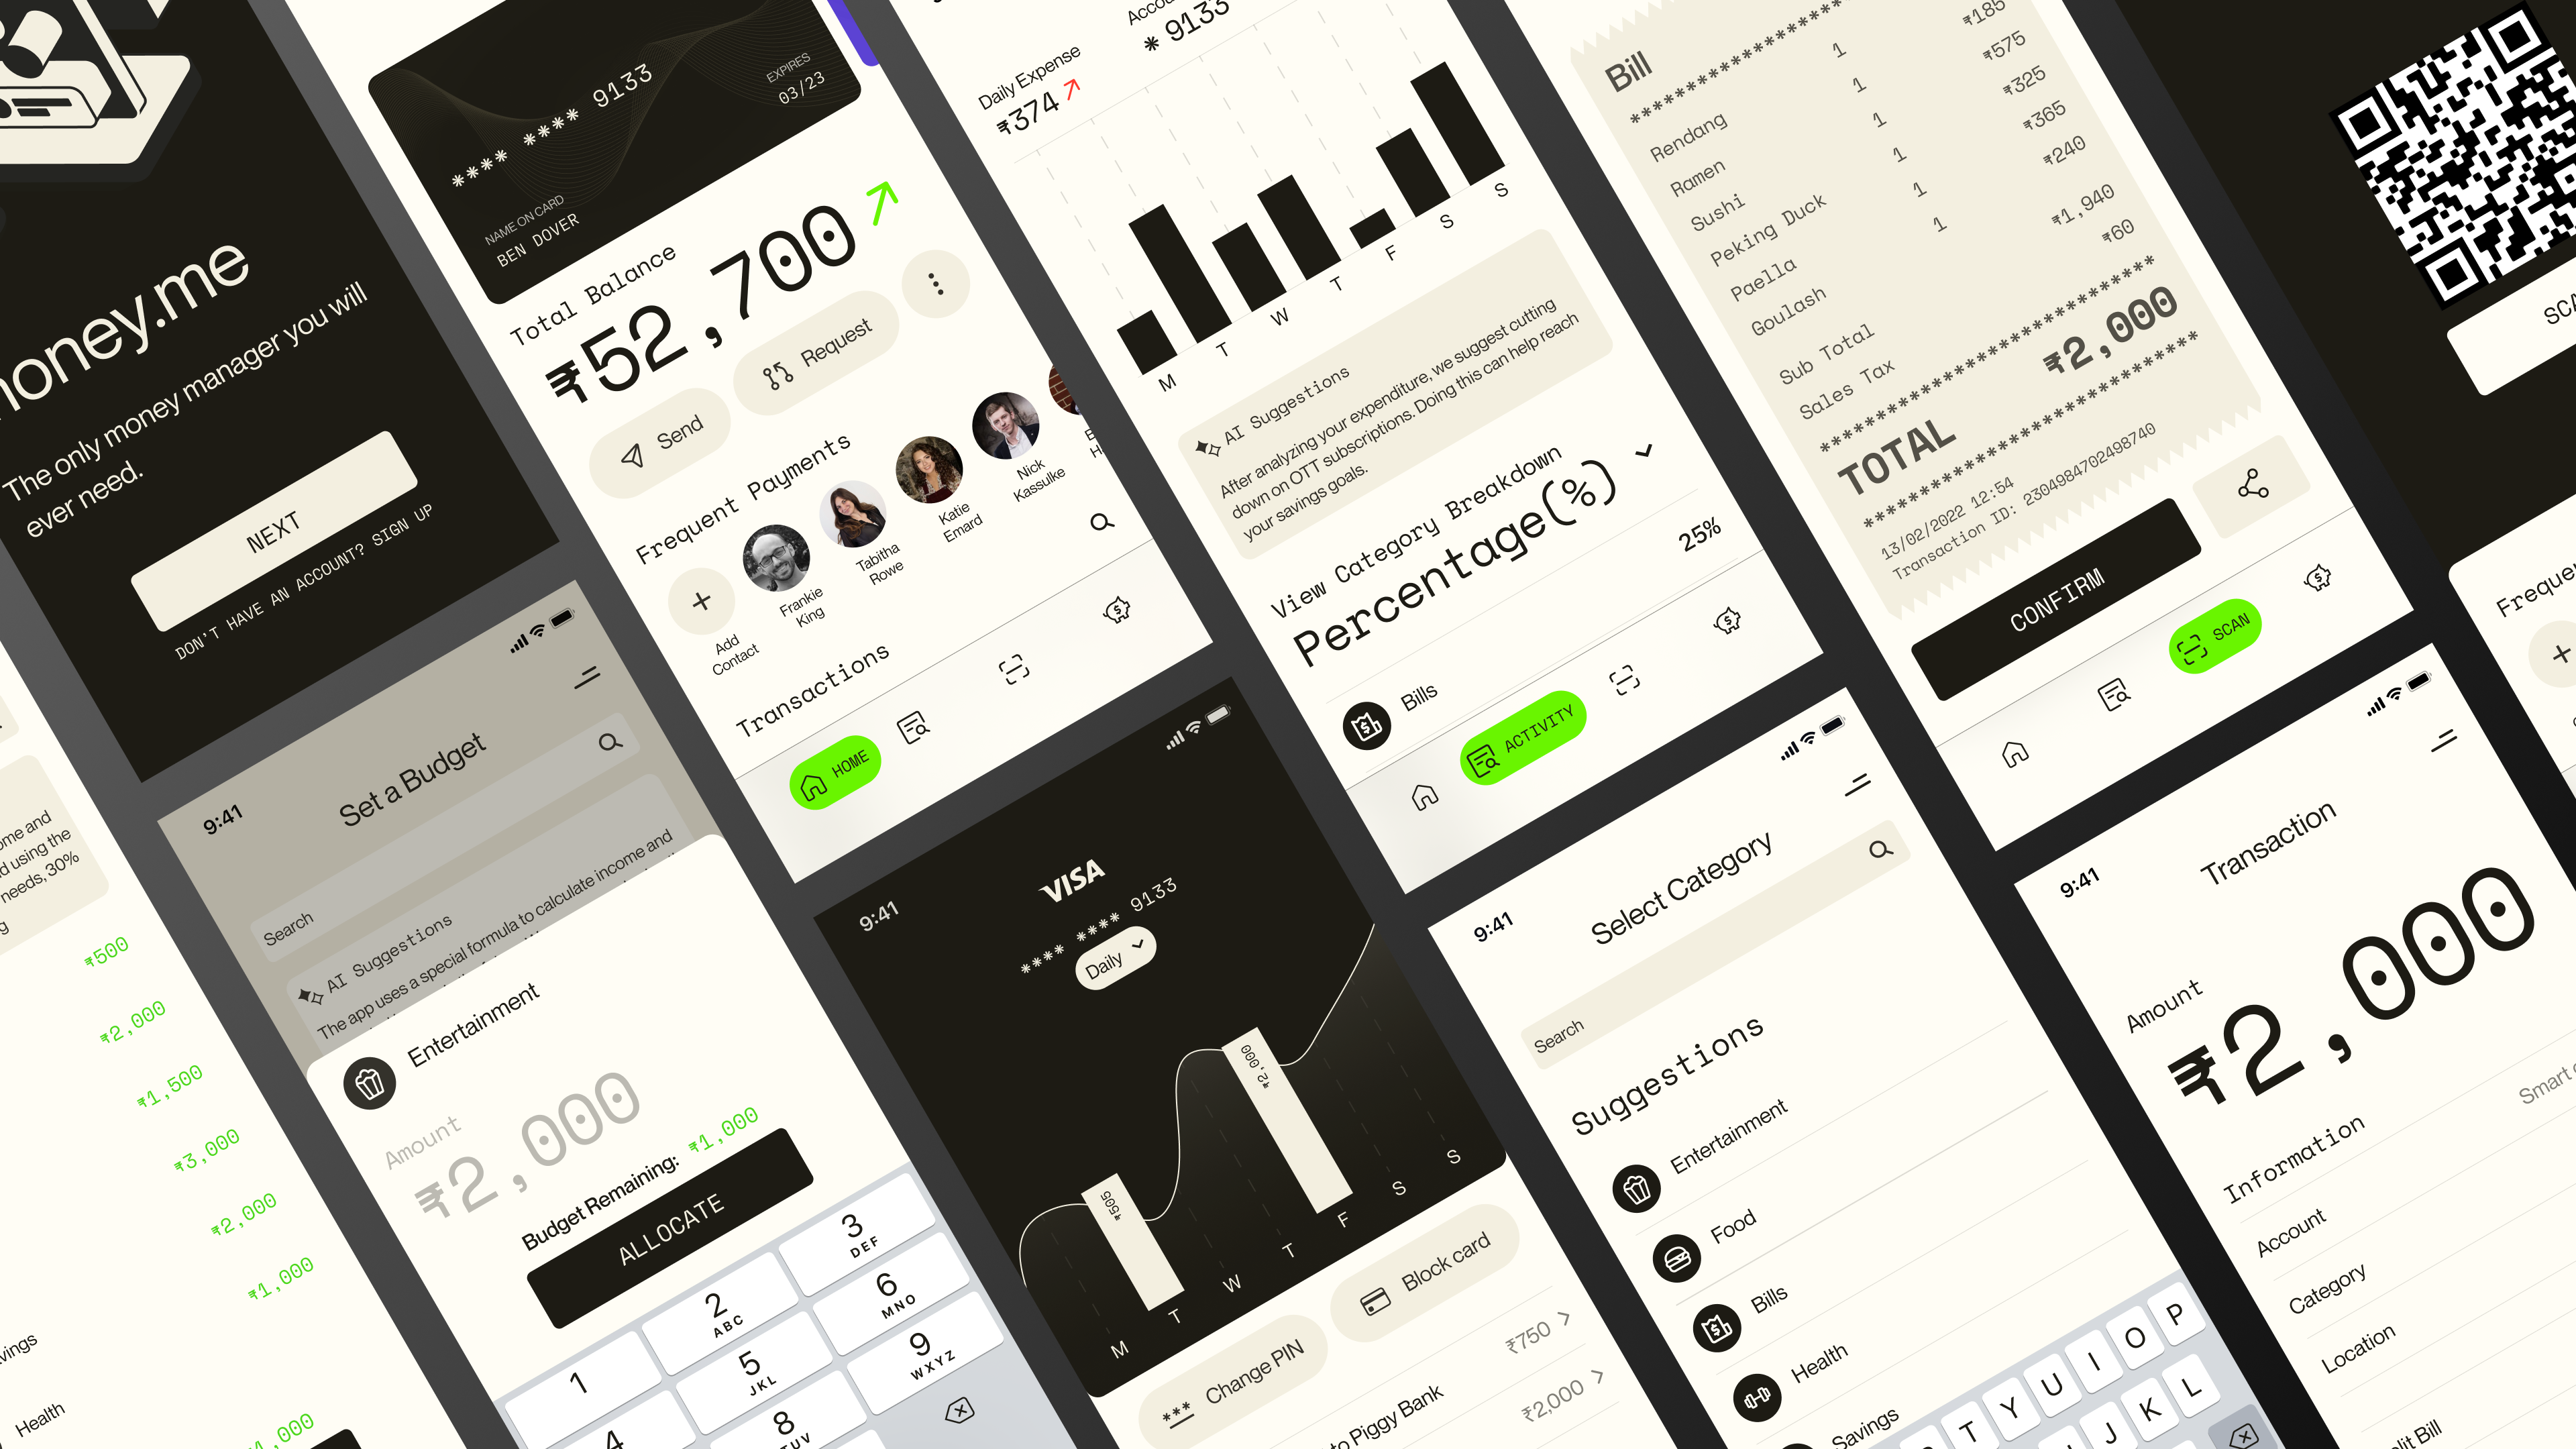 money.me
The only money manager you will
ever need.
NEXT
DON'T HAVE AN ACCOUNT? SIGN UP
and
using the
needs, 30%
₹500
₹2,000
₹1,500
₹3,000
₹2,000
₹1,000
Health
9:41
Set a Budget
Search
AI Suggestions
The app uses a special formula to calculate income and
Entertainment
Amount
₹2,000
Budget Remaining: ₹1,000
ALLOCATE
1
2
ABC
3
DEF
4
5
JKL
6
MNO
8
TUV
9
WXYZ
**** **** 9133
EXPIRES
03/23
NAME ON CARD
BEN DOVER
Total Balance
₹52,700
Send
Request
Frequent Payments
Add
Contact
Frankie
King
Tabitha
Rowe
Katie
Emard
Nick
Kassulke
Transactions
HOME
9:41
VISA
**** **** 9133
Daily
₹505
₹2,000
M
T
W
T
F
S
S
Change PIN
Block card
₹750
to Piggy Bank
₹2,000
Daily Expense
₹374
* 9133
M
T
W
T
F
S
S
AI Suggestions
After analyzing your expenditure, we suggest cutting
down on OTT subscriptions. Doing this can help reach
your savings goals.
View Category Breakdown
Percentage(%)
25%
Bills
ACTIVITY
9:41
Select Category
Search
Suggestions
Entertainment
Food
Bills
Health
Savings
T
Y
U
I
O
P
J
K
L
Bill
**********************
Rendang 1 ₹185
Ramen 1 ₹575
Sushi 1 ₹325
Peking Duck 1 ₹365
Paella 1 ₹240
Goulash 1
Sub Total ₹1,940
Sales Tax ₹60
TOTAL ₹2,000
13/02/2022 12:54
Transaction ID: 2304984702498740
CONFIRM
SCAN
9:41
Transaction
Amount
₹2,000
Information
Smart
Account
Category
Location
Bill